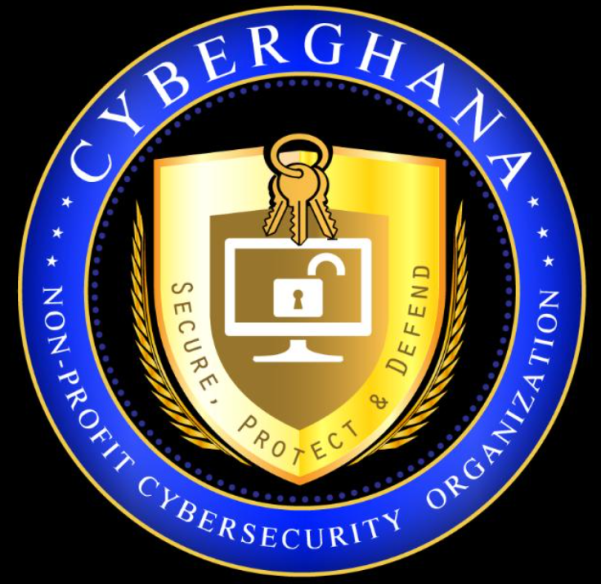 CYBERGHANA
SECURE, PROTECT & DEFEND
NON-PROFIT CYBERSECURITY ORGANIZATION